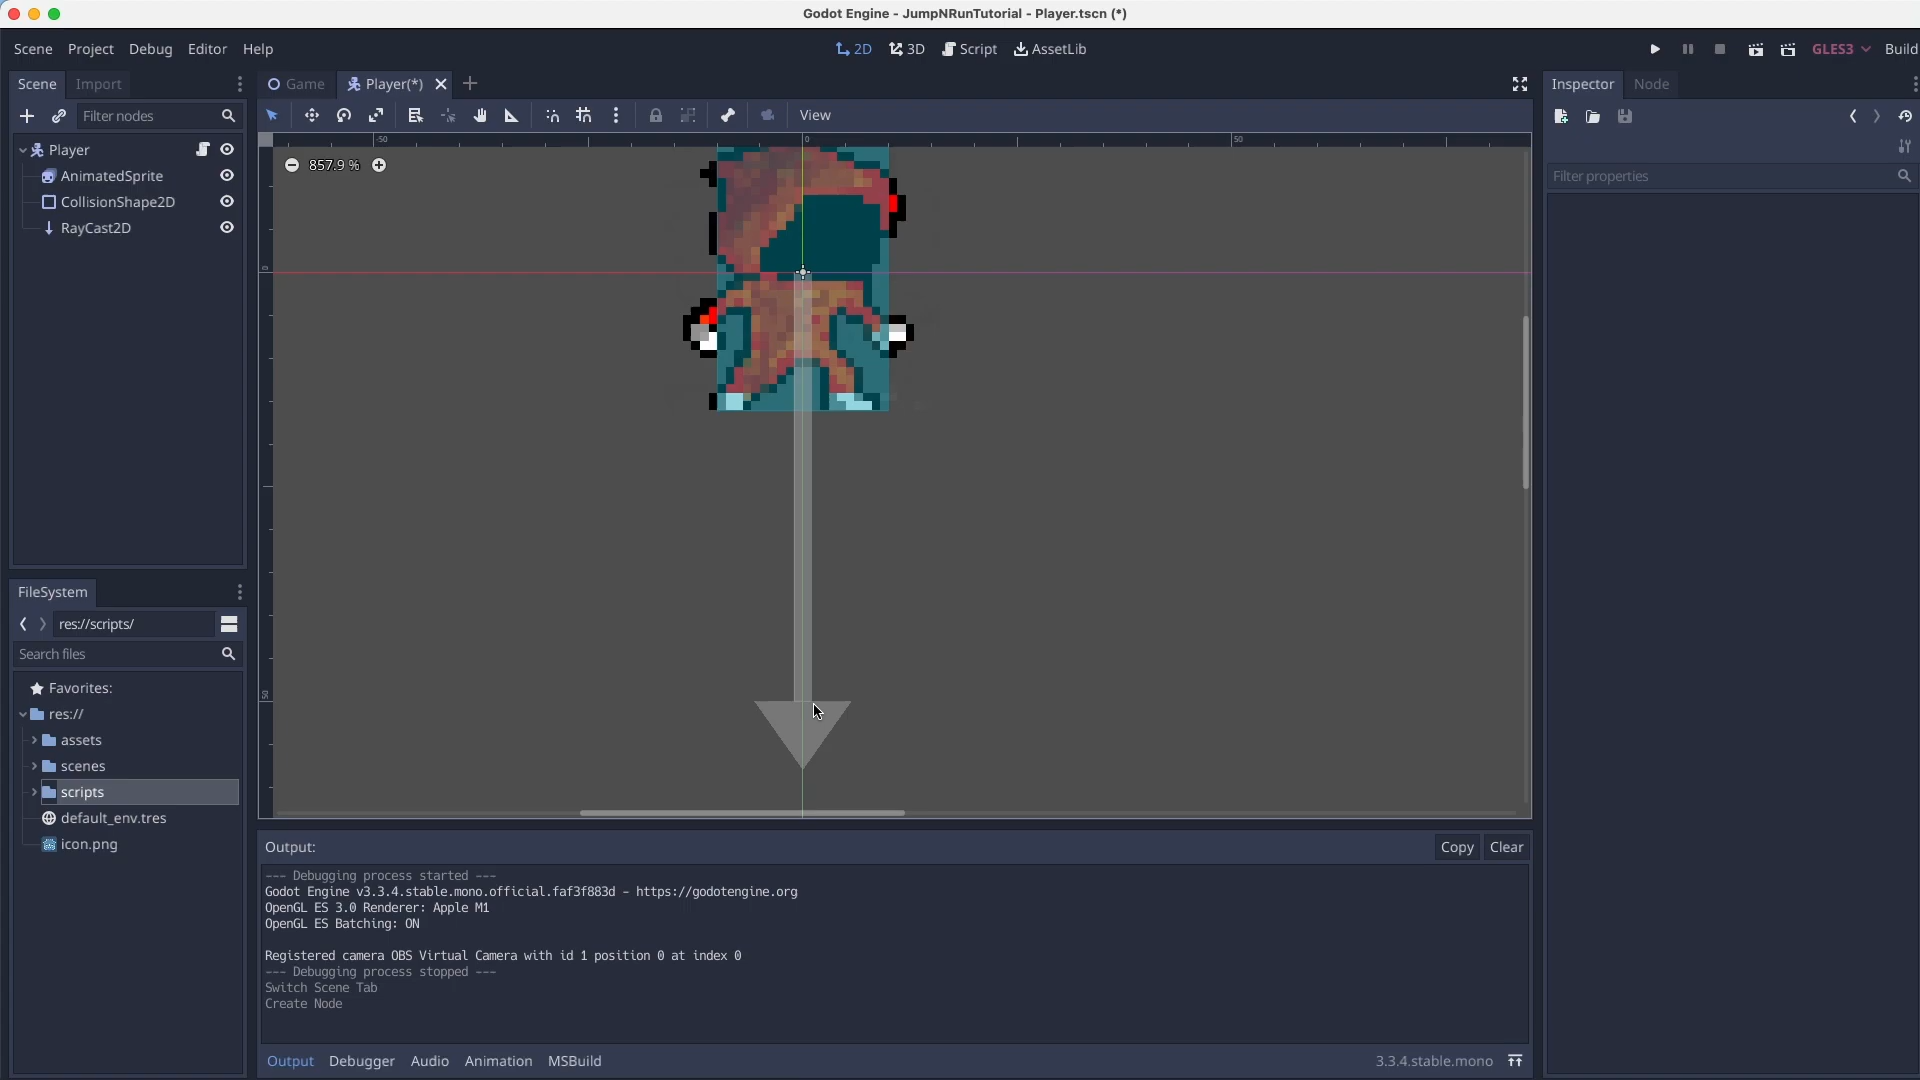 Godot Engine - JumpNRunTutorial - Player.tscn (*)
Scene Project Debug Editor Help
2D 3D Script AssetLib
GLES3 Build
Scene Import
Game Player(*)
Inspector Node
Filter nodes
View
-50 0 50
857.9 %
Player
AnimatedSprite
CollisionShape2D
RayCast2D
Filter properties
0
50
FileSystem
res://scripts/
Search files
Favorites:
res://
assets
scenes
scripts
default_env.tres
icon.png
Output:
Copy Clear
--- Debugging process started ---
Godot Engine v3.3.4.stable.mono.official.faf3f883d - https://godotengine.org
OpenGL ES 3.0 Renderer: Apple M1
OpenGL ES Batching: ON
Registered camera OBS Virtual Camera with id 1 position 0 at index 0
--- Debugging process stopped ---
Switch Scene Tab
Create Node
Output Debugger Audio Animation MSBuild
3.3.4.stable.mono